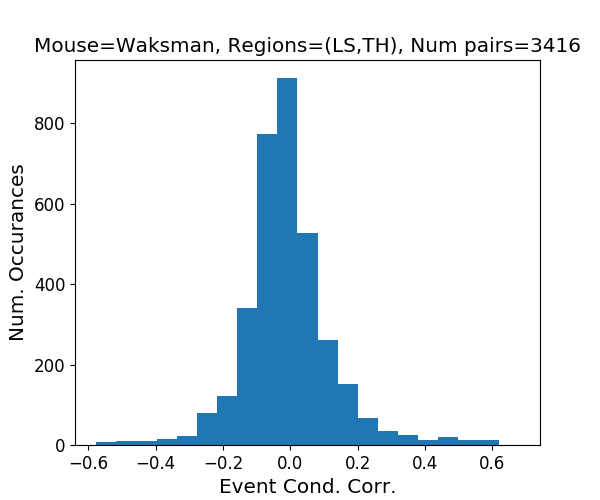 Mouse=Waksman, Regions=(LS,TH), Num pairs=3416
Num. Occurances
800
600
400
200
0
−0.6 −0.4 −0.2 0.0 0.2 0.4 0.6
Event Cond. Corr.